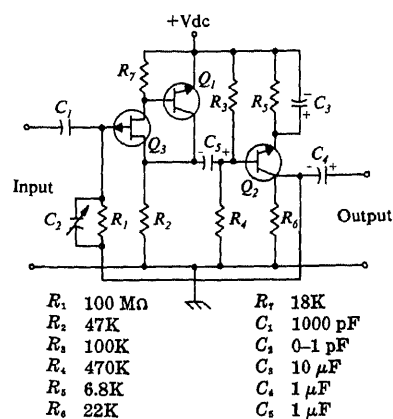 +Vdc
R7
Q1
C1
R3
R5
C3
Q3
C5
C4
Q2
Input
Output
C2
R1
R2
R4
R6
R1 100 MΩ
R2 47K
R3 100K
R4 470K
R5 6.8K
R6 22K
R7 18K
C1 1000 pF
C2 0–1 pF
C3 10 μF
C4 1 μF
C5 1 μF